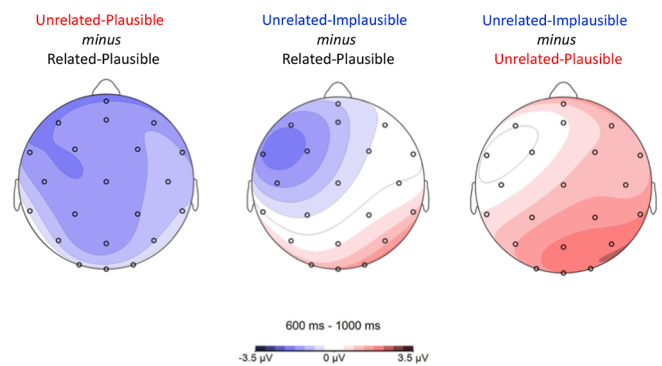 Unrelated-Plausible
minus
Related-Plausible
Unrelated-Implausible
minus
Related-Plausible
Unrelated-Implausible
minus
Unrelated-Plausible
600 ms - 1000 ms
-3.5 µV 0 µV 3.5 µV